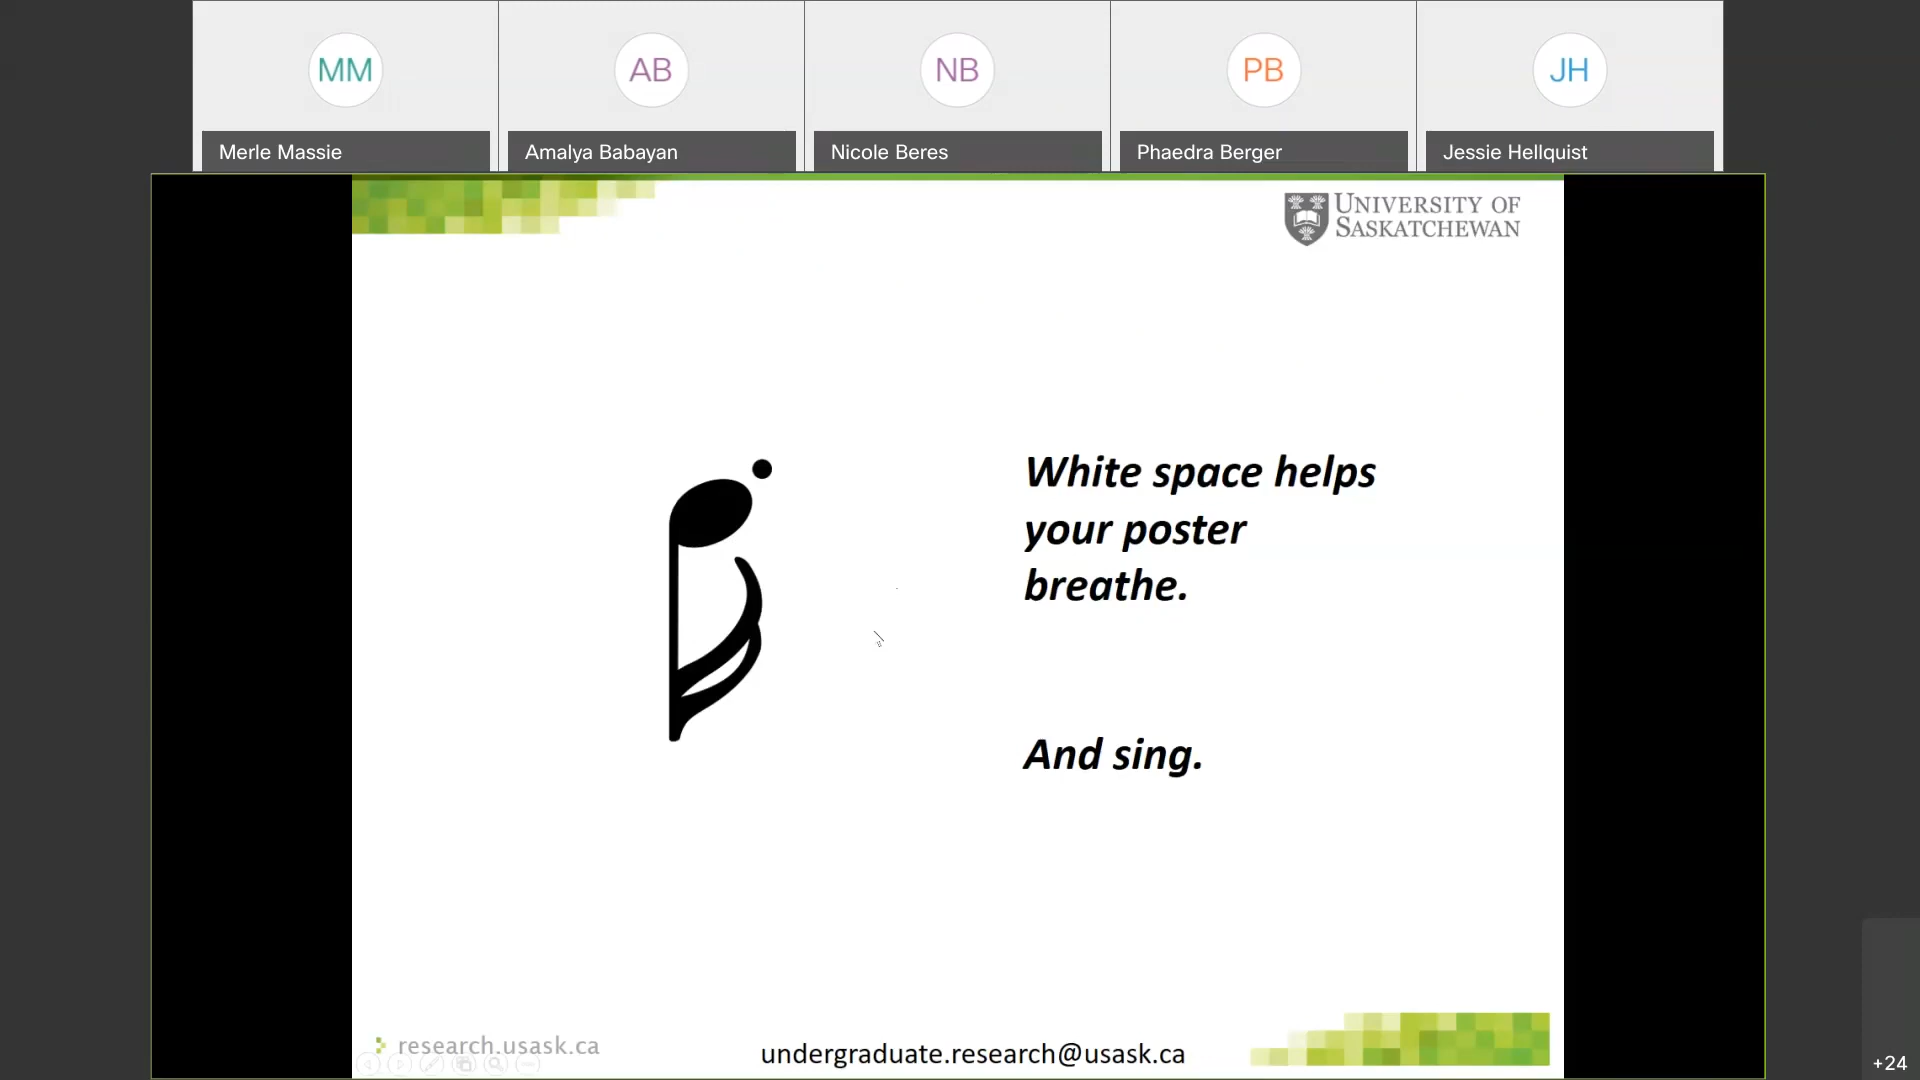 MM
AB
NB
PB
JH
Merle Massie
Amalya Babayan
Nicole Beres
Phaedra Berger
Jessie Hellquist
UNIVERSITY OF
SASKATCHEWAN
White space helps
your poster
breathe.
And sing.
research.usask.ca
undergraduate.research@usask.ca
+24